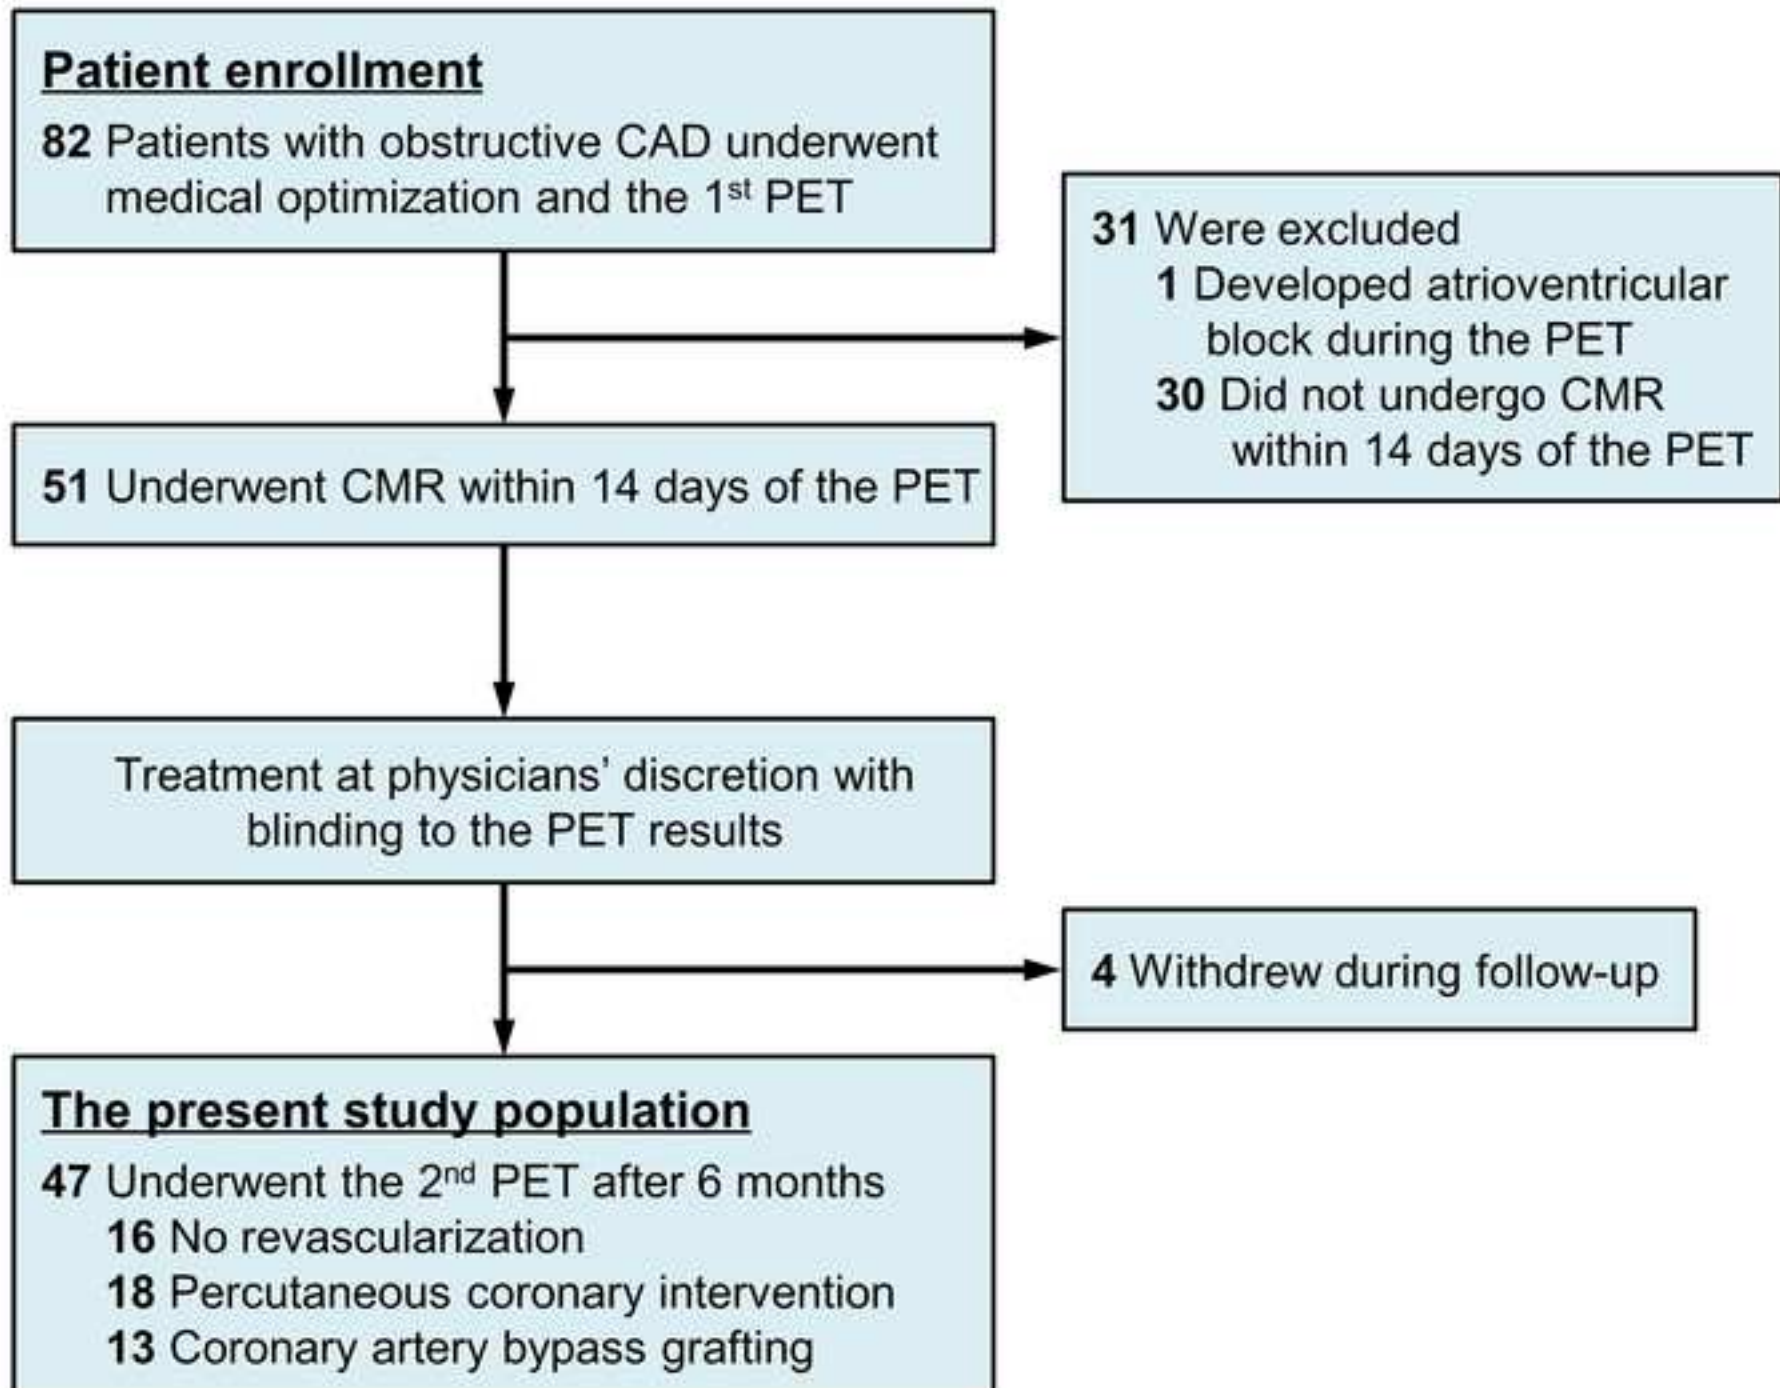 Patient enrollment
82 Patients with obstructive CAD underwent
medical optimization and the 1st PET
31 Were excluded
1 Developed atrioventricular
block during the PET
30 Did not undergo CMR
within 14 days of the PET
51 Underwent CMR within 14 days of the PET
Treatment at physicians’ discretion with
blinding to the PET results
4 Withdrew during follow-up
The present study population
47 Underwent the 2nd PET after 6 months
16 No revascularization
18 Percutaneous coronary intervention
13 Coronary artery bypass grafting